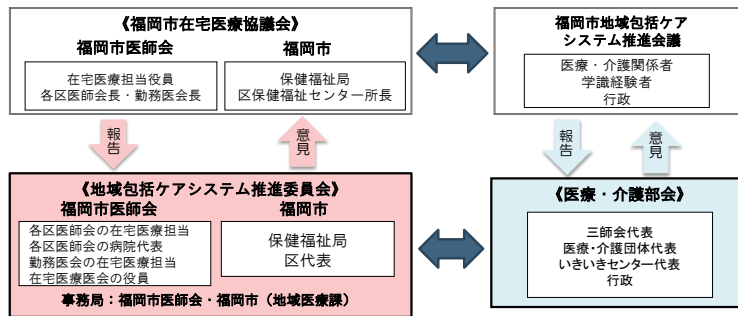 《福岡市在宅医療協議会》
福岡市医師会
福岡市
在宅医療担当役員
各区医師会長・勤務医会長
保健福祉局
区保健福祉センター所長
福岡市地域包括ケア
システム推進会議
医療・介護関係者
学識経験者
行政
報告
意見
報告
意見
《地域包括ケアシステム推進委員会》
福岡市医師会
福岡市
各区医師会の在宅医療担当
各区医師会の病院代表
勤務医会の在宅医療担当
在宅医療医会の役員
保健福祉局
区代表
事務局：福岡市医師会・福岡市（地域医療課）
《医療・介護部会》
三師会代表
医療・介護団体代表
いきいきセンター代表
行政